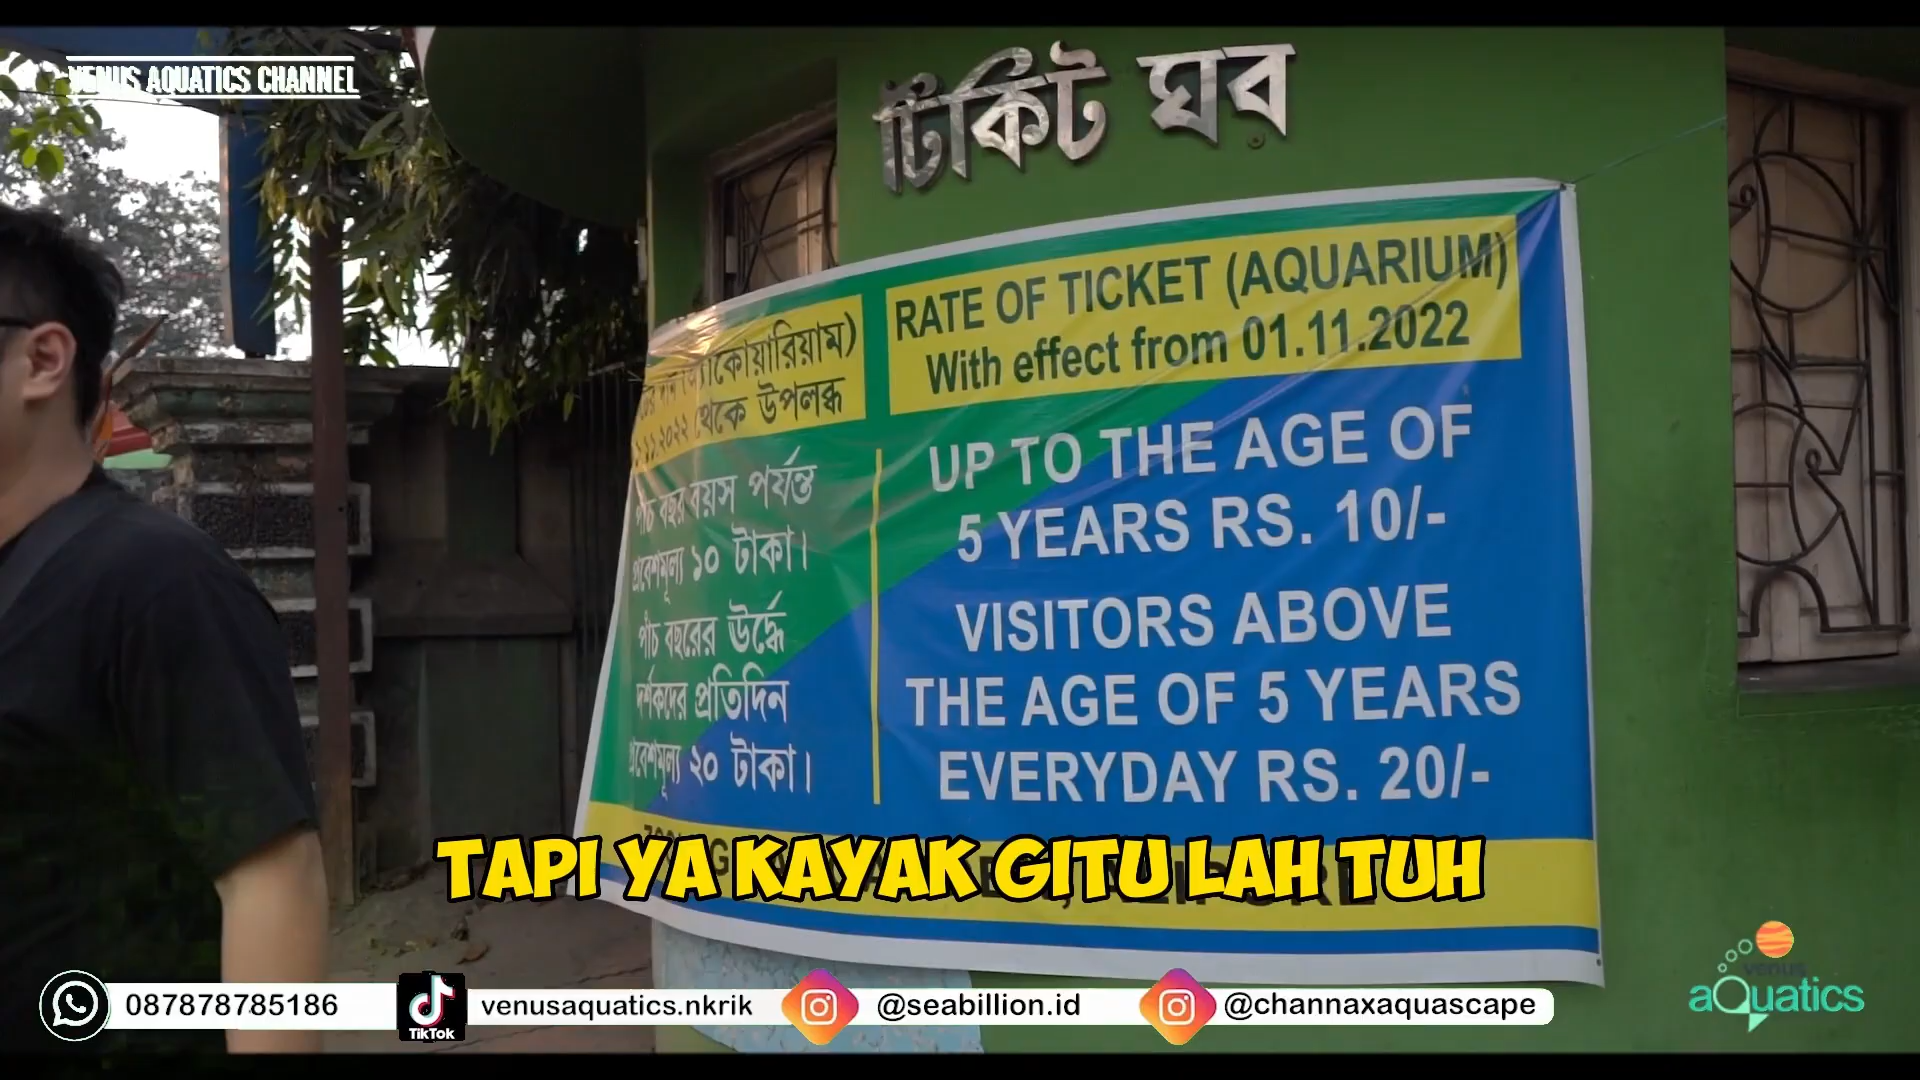 VENUS AQUATICS CHANNEL
টিকিট ঘর
RATE OF TICKET (AQUARIUM)
With effect from 01.11.2022
থেকে উপলব্ধ
পাঁচ বছর বয়স পর্যন্ত
প্রবেশমূল্য ১০ টাকা।
পাঁচ বছরের উর্দ্ধে
দর্শকদের প্রতিদিন
প্রবেশমূল্য ২০ টাকা।
UP TO THE AGE OF
5 YEARS RS. 10/-
VISITORS ABOVE
THE AGE OF 5 YEARS
EVERYDAY RS. 20/-
TAPI YA KAYAK GITU LAH TUH
087878785186
TikTok
venusaquatics.nkrik
@seabillion.id
@channaxaquascape
venus
aQuatics